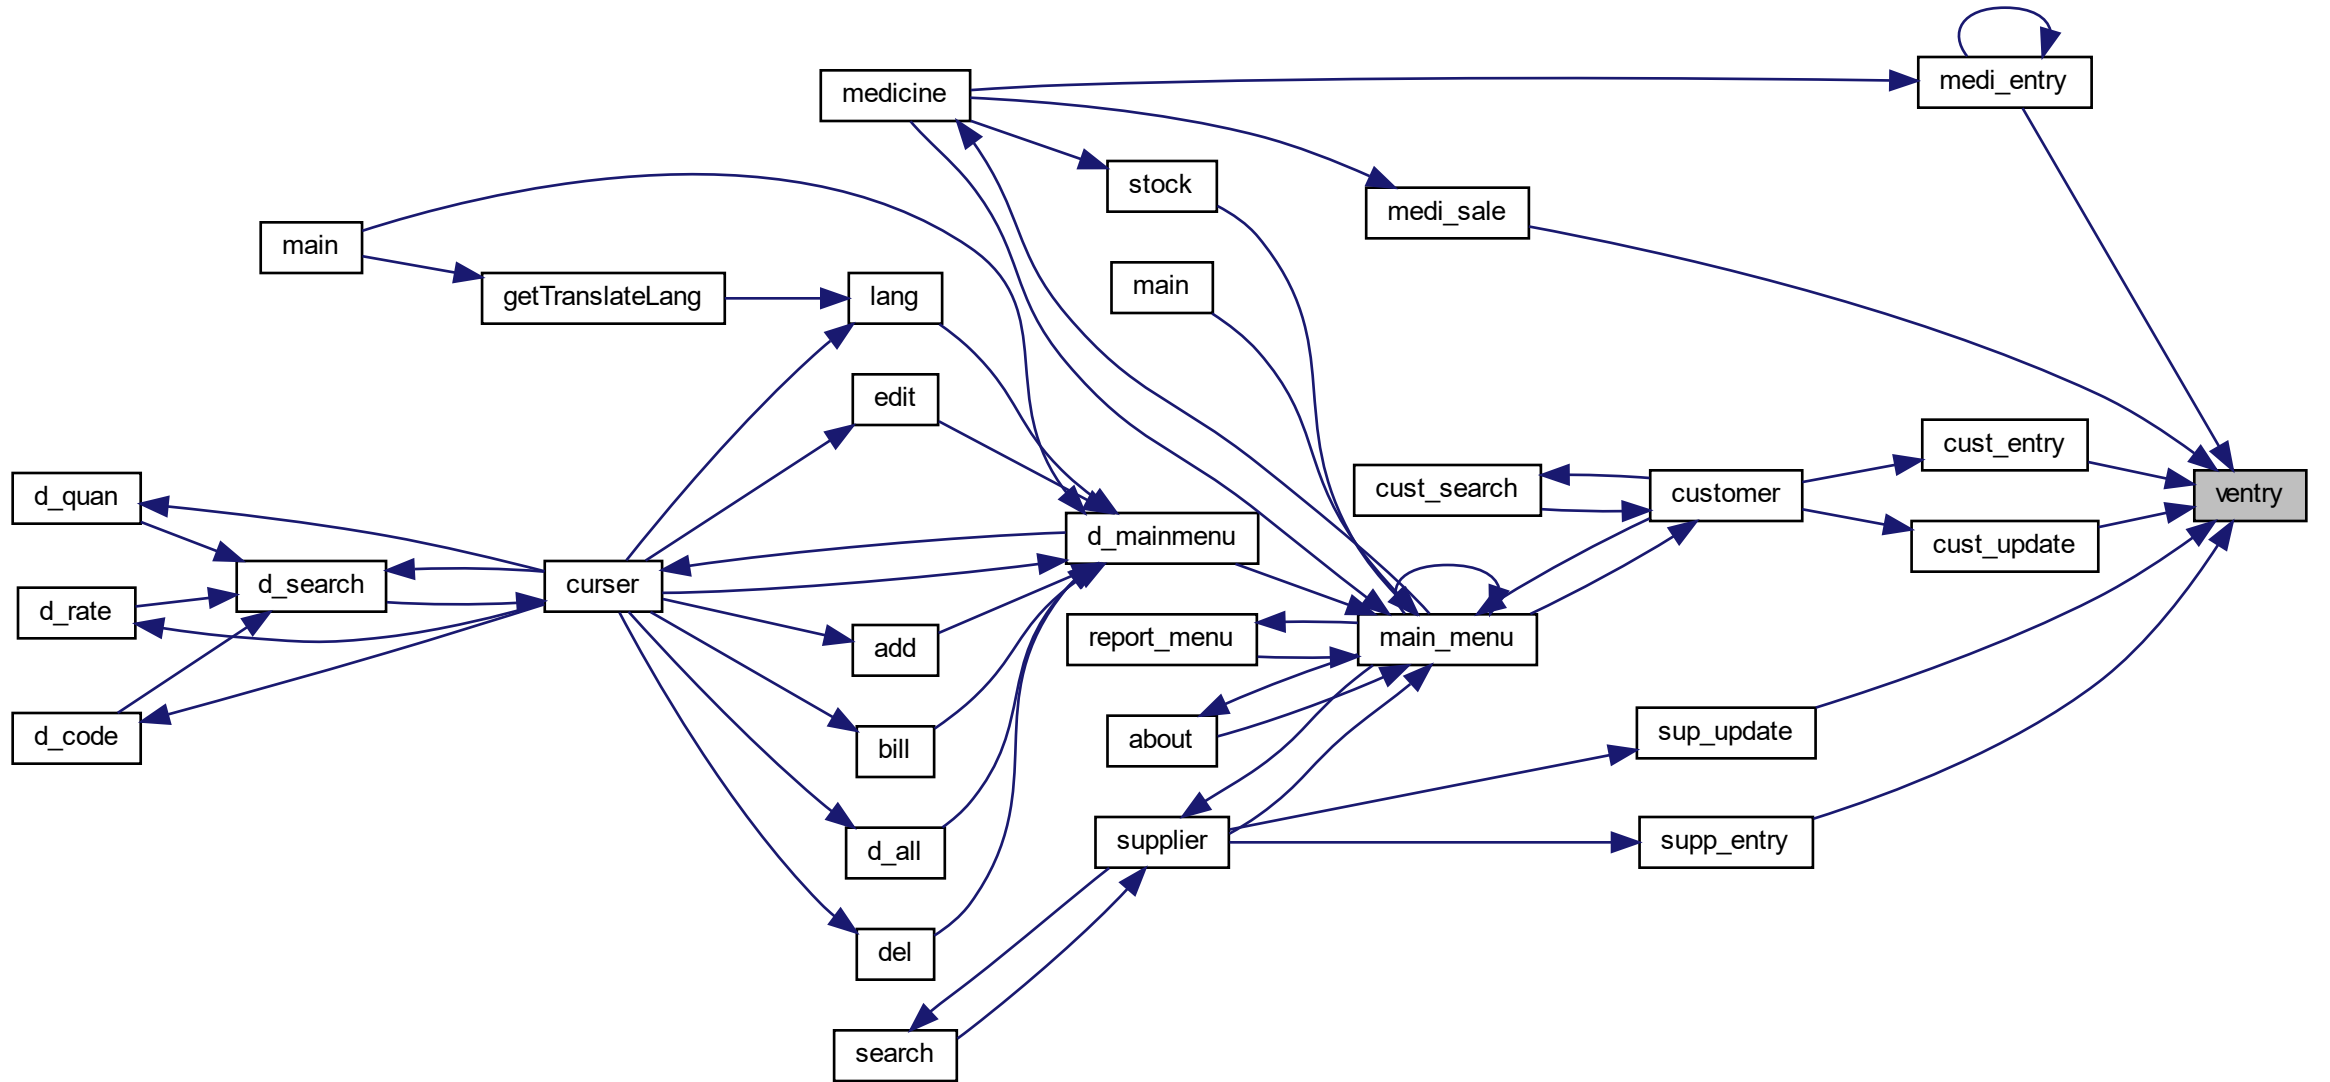 medi_entry
medicine
stock
medi_sale
main
main
getTranslateLang
lang
edit
cust_entry
cust_search
customer
ventry
d_quan
d_mainmenu
cust_update
d_search
curser
d_rate
report_menu
main_menu
add
d_code
bill
about
sup_update
d_all
supplier
supp_entry
del
search